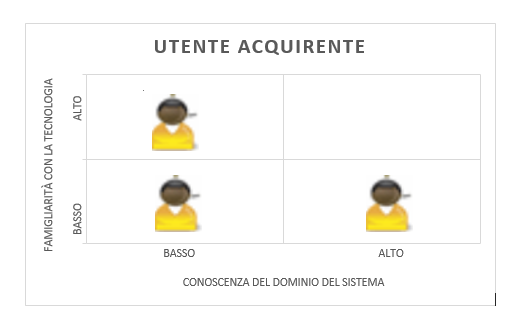 UTENTE ACQUIRENTE
FAMIGLIARITÀ CON LA TECNOLOGIA
ALTO
BASSO
BASSO
ALTO
CONOSCENZA DEL DOMINIO DEL SISTEMA